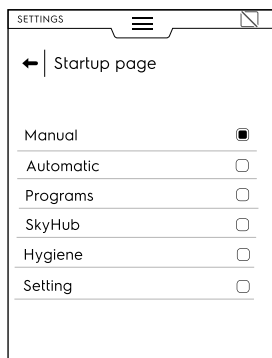 SETTINGS
Startup page
Manual
Automatic
Programs
SkyHub
Hygiene
Setting